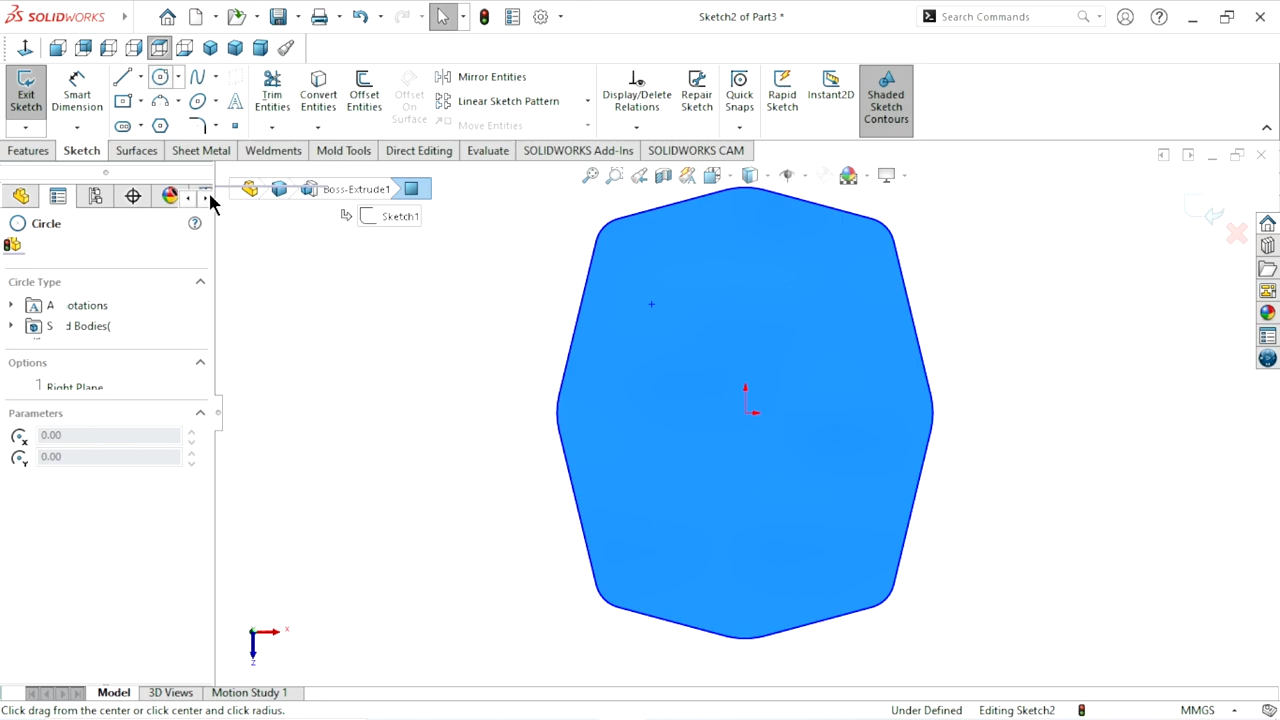 SOLIDWORKS
Sketch2 of Part3 *
Search Commands
Exit Sketch
Smart Dimension
Trim Entities
Convert Entities
Offset Entities
Offset On Surface
Mirror Entities
Linear Sketch Pattern
Move Entities
Display/Delete Relations
Repair Sketch
Quick Snaps
Rapid Sketch
Instant2D
Shaded Sketch Contours
Features
Sketch
Surfaces
Sheet Metal
Weldments
Mold Tools
Direct Editing
Evaluate
SOLIDWORKS Add-Ins
SOLIDWORKS CAM
Boss-Extrude1
Sketch1
Circle
Circle Type
A otations
S d Bodies(
Options
Right Plane
Parameters
X 0.00
Y 0.00
X
Z
Model
3D Views
Motion Study 1
Click drag from the center or click center and click radius.
Under Defined
Editing Sketch2
MMGS